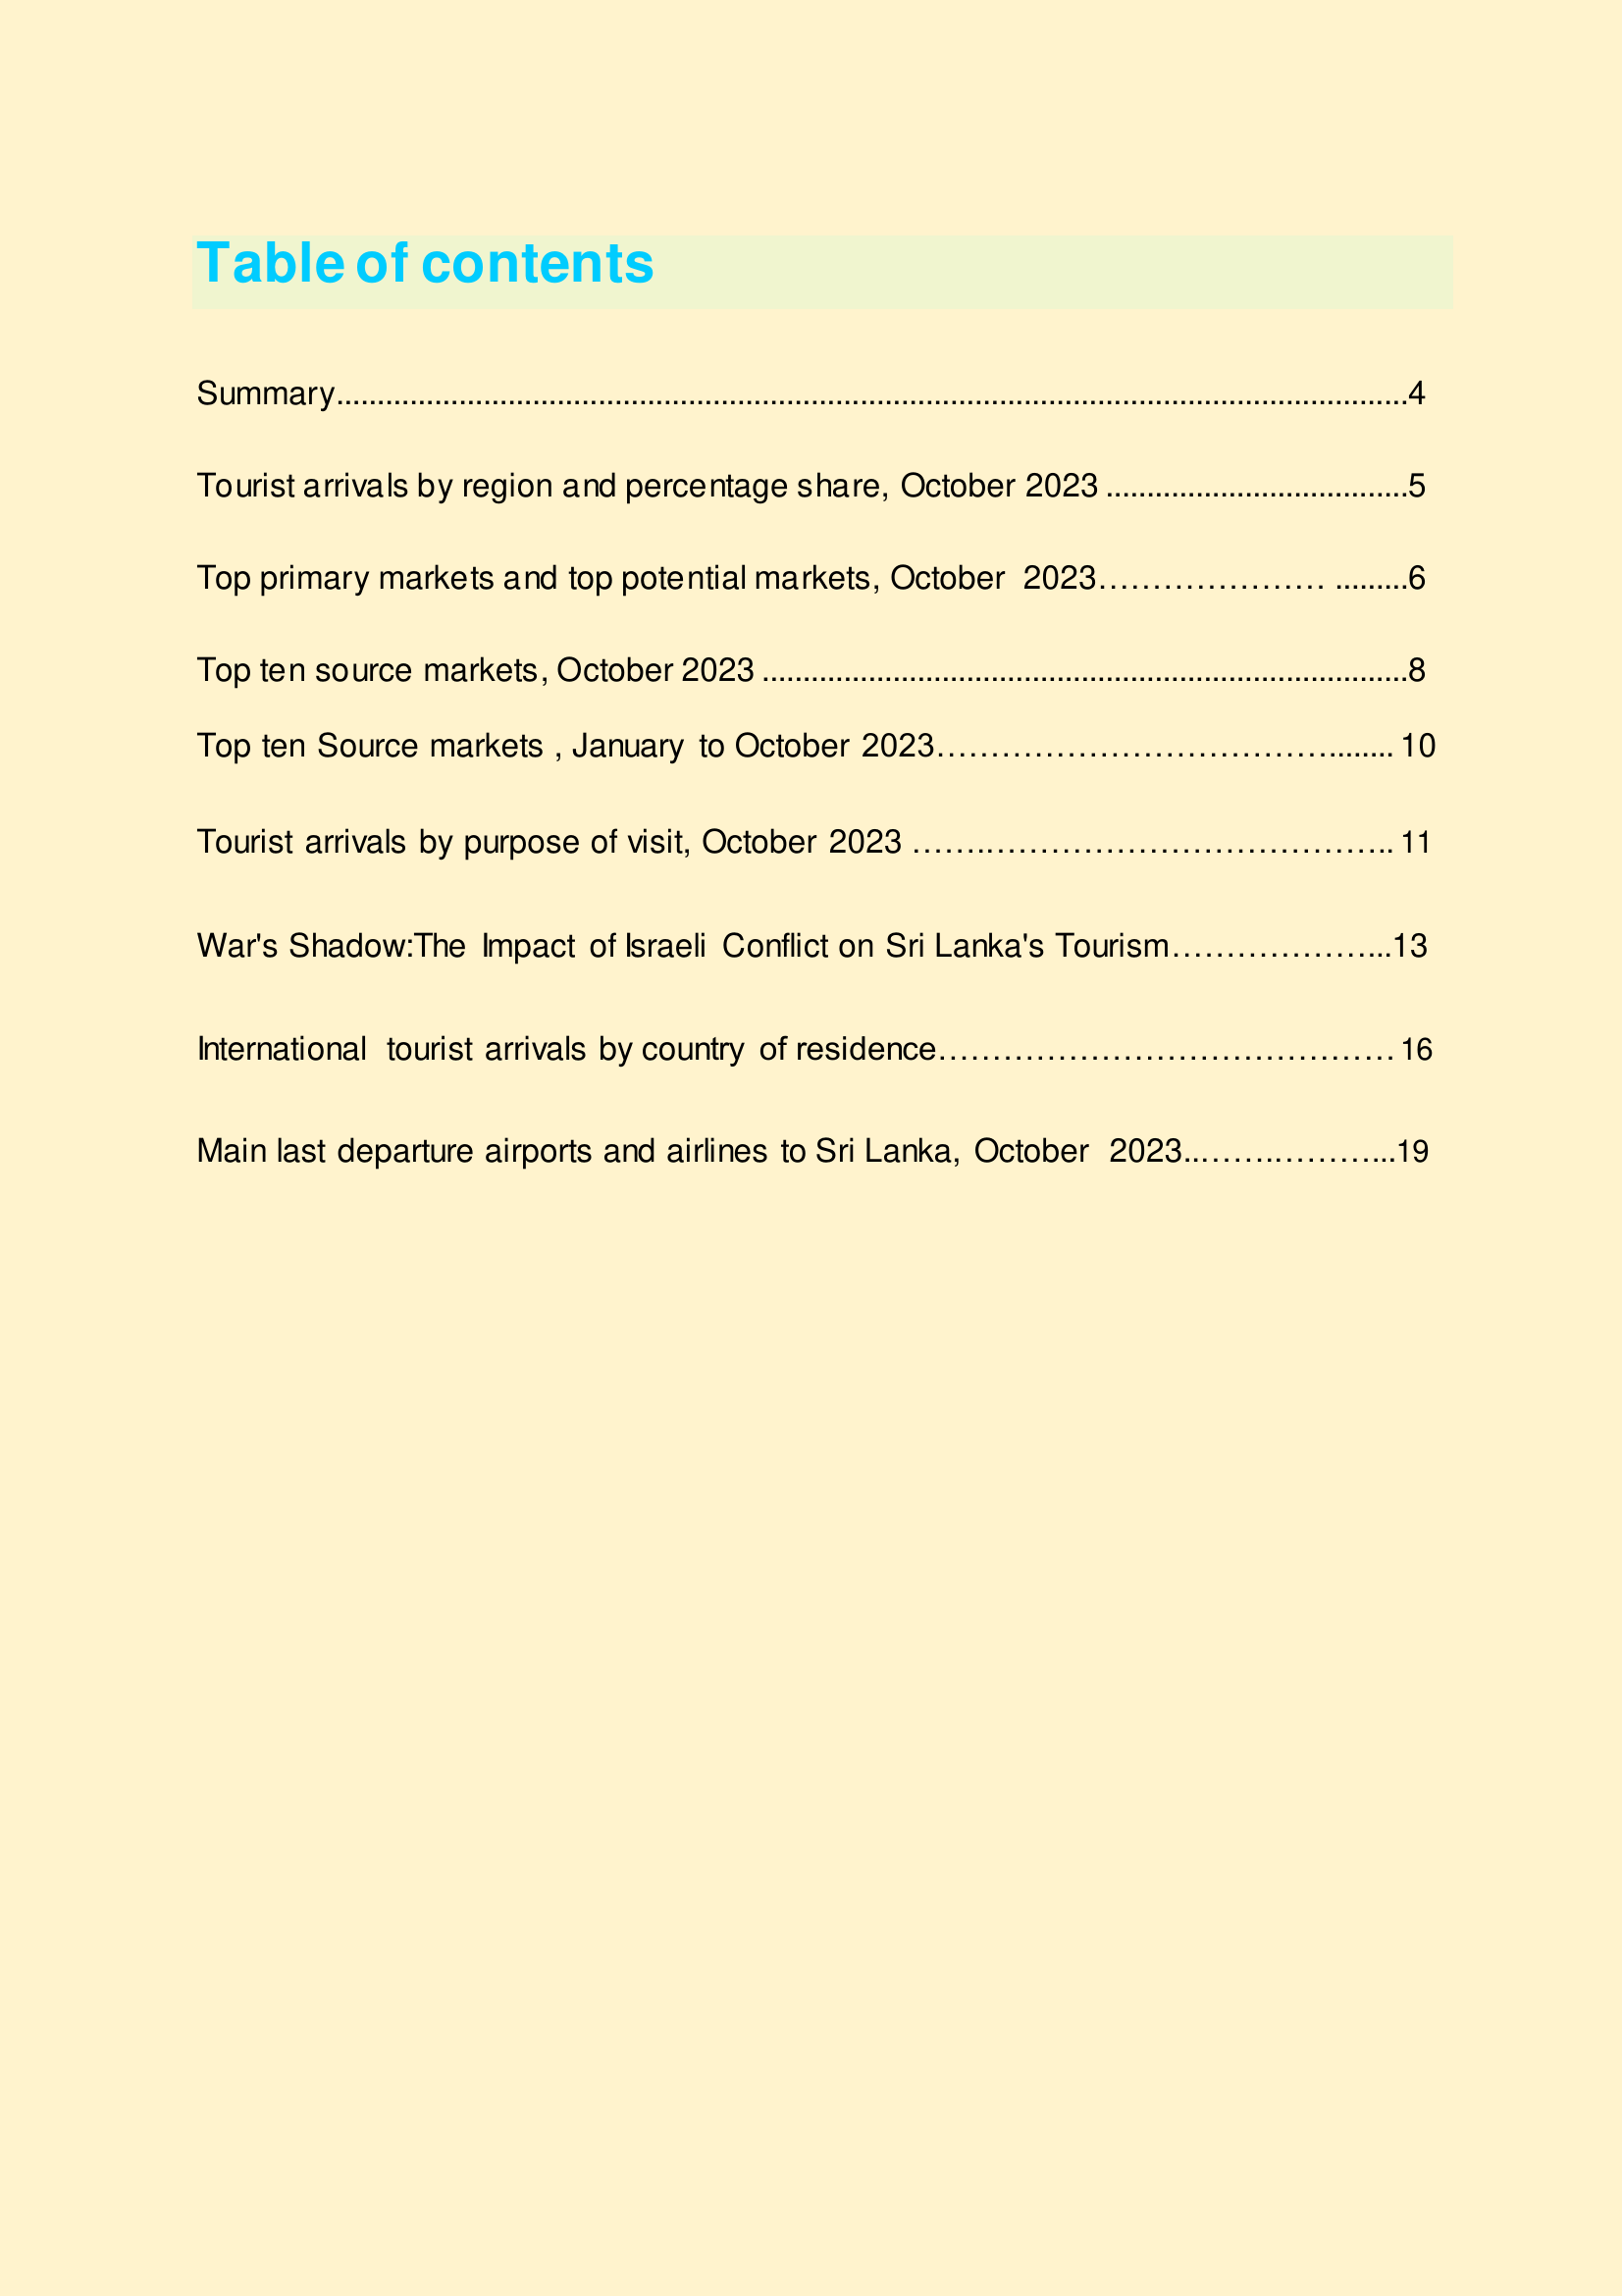 Table of contents
Summary....................................................................................................................................4
Tourist arrivals by region and percentage share, October 2023 .....................................5
Top primary markets and top potential markets, October 2023………………… .........6
Top ten source markets, October 2023 ...............................................................................8
Top ten Source markets , January to October 2023………………………………........ 10
Tourist arrivals by purpose of visit, October 2023 …….……………………………….. 11
War's Shadow:The Impact of Israeli Conflict on Sri Lanka's Tourism………………...13
International tourist arrivals by country of residence…………………………………… 16
Main last departure airports and airlines to Sri Lanka, October 2023..…….………...19